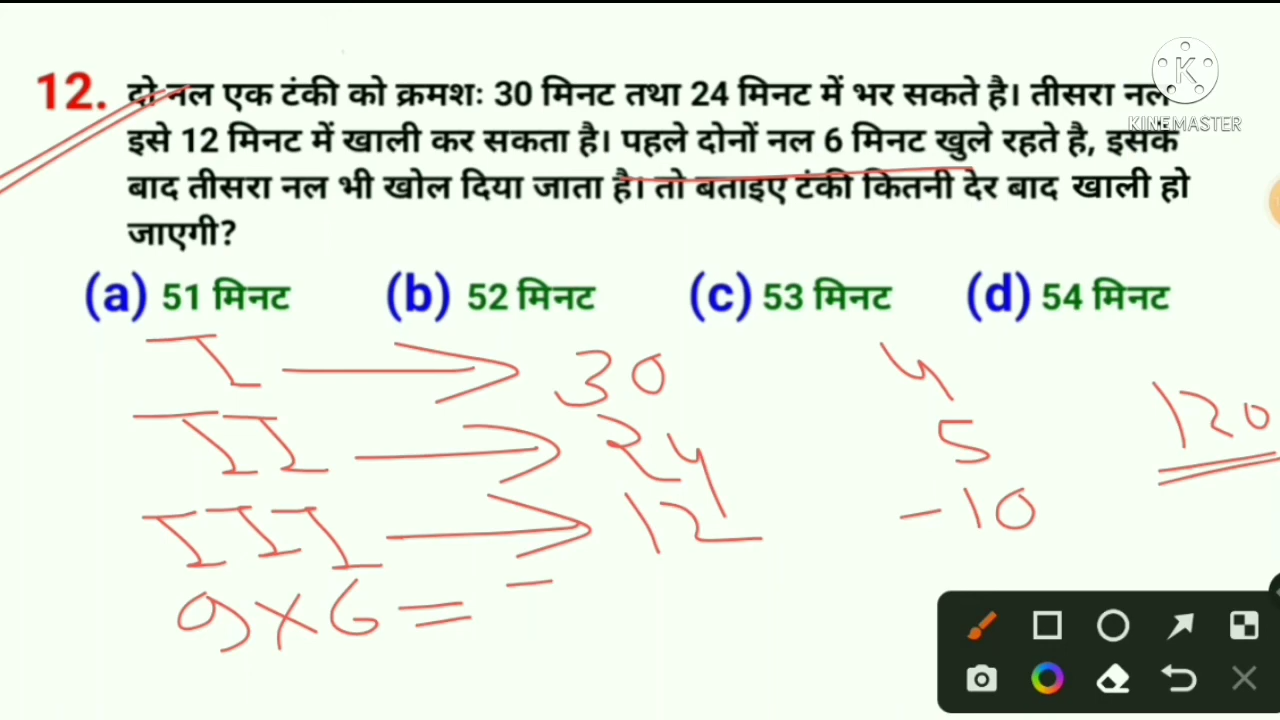 12. दो नल एक टंकी को क्रमशः 30 मिनट तथा 24 मिनट में भर सकते है। तीसरा नल
इसे 12 मिनट में खाली कर सकता है। पहले दोनों नल 6 मिनट खुले रहते है, इसके
बाद तीसरा नल भी खोल दिया जाता है। तो बताइए टंकी कितनी देर बाद खाली हो
जाएगी?
(a) 51 मिनट (b) 52 मिनट (c) 53 मिनट (d) 54 मिनट
I → 30 4
II → 24 5 120
III → 12 -10
9×6=
K
KINEMASTER